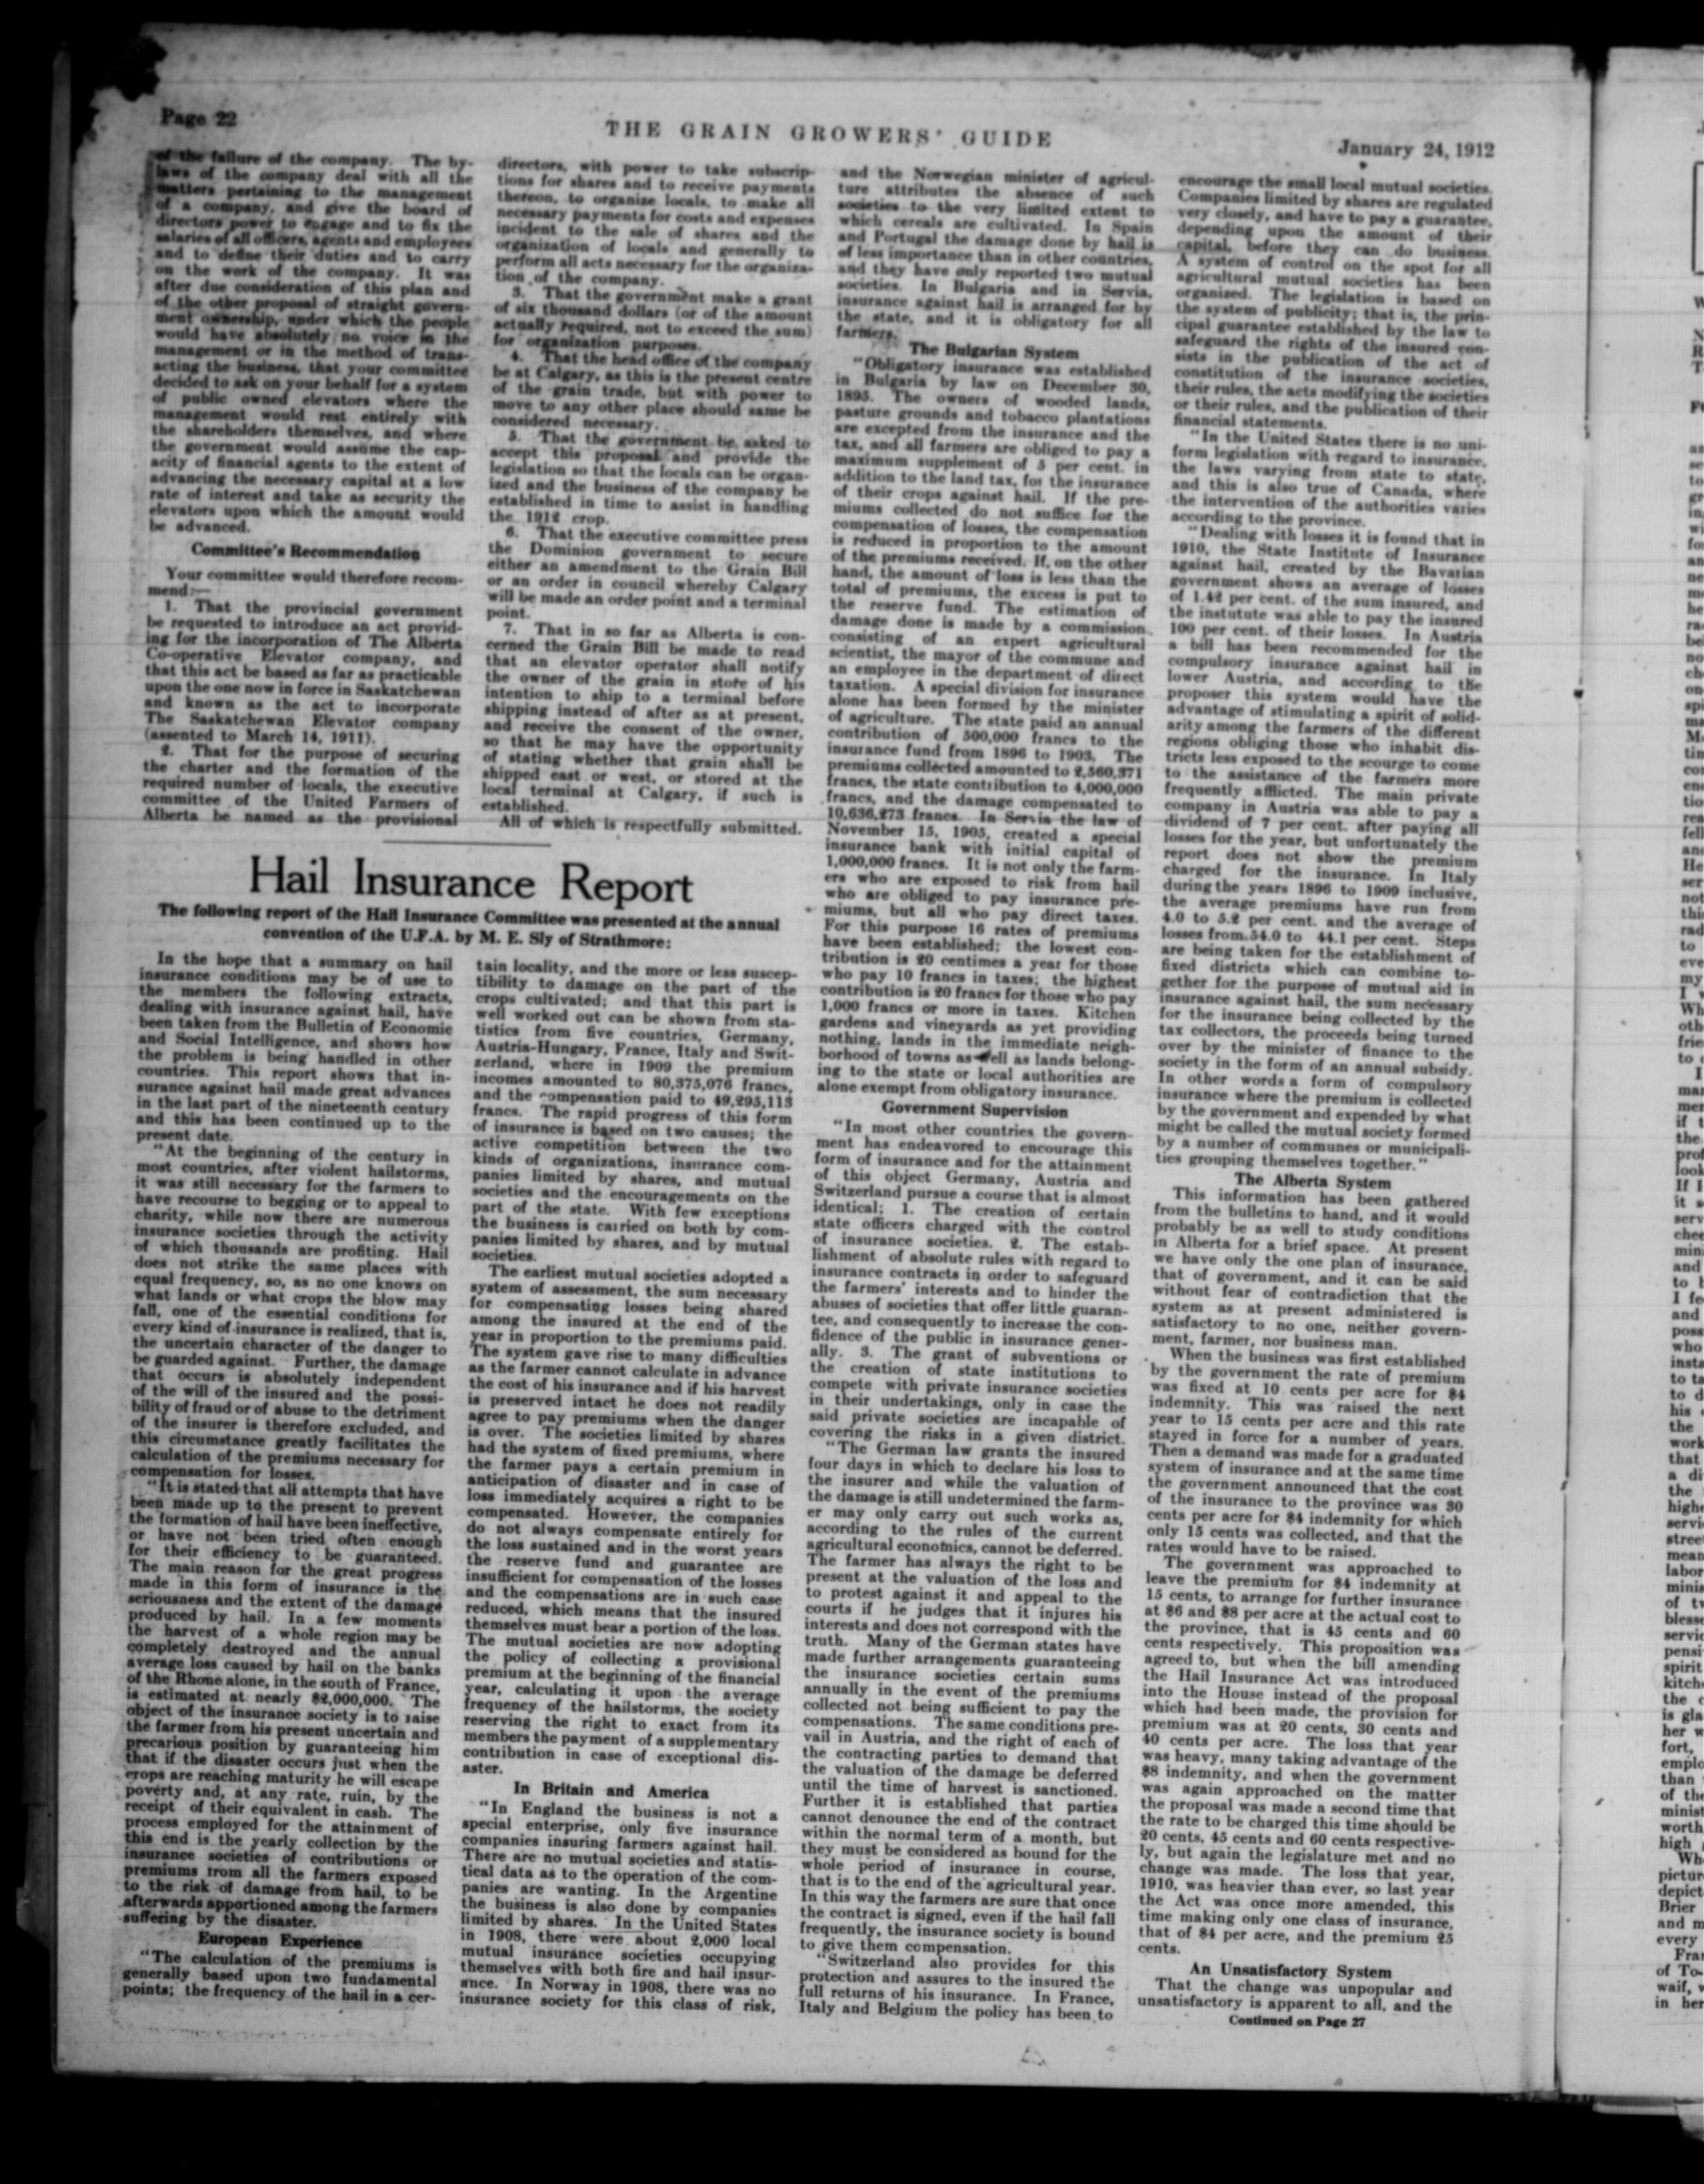 Page 22
THE GRAIN GROWERS' GUIDE
January 24, 1912
of the failure of the company. The by-
laws of the company deal with all the
matters pertaining to the management
of a company, and give the board of
directors power to engage and to fix the
salaries of all officers, agents and employees
and to define their duties and to carry
on the work of the company. It was
after due consideration of this plan and
of the other proposal of straight govern-
ment ownership, under which the people
would have absolutely no voice in the
management or in the method of trans-
acting the business, that your committee
decided to ask on your behalf for a system
of public owned elevators where the
management would rest entirely with
the shareholders themselves, and where
the government would assume the cap-
acity of financial agents to the extent of
advancing the necessary capital at a low
rate of interest and take as security the
elevators upon which the amount would
be advanced.
Committee's Recommendation
Your committee would therefore recom-
mend:—
1. That the provincial government
be requested to introduce an act provid-
ing for the incorporation of The Alberta
Co-operative Elevator company, and
that this act be based as far as practicable
upon the one now in force in Saskatchewan
and known as the act to incorporate
The Saskatchewan Elevator company
(assented to March 14, 1911).
2. That for the purpose of securing
the charter and the formation of the
required number of locals, the executive
committee of the United Farmers of
Alberta be named as the provisional
directors, with power to take subscrip-
tions for shares and to receive payments
thereon, to organize locals, to make all
necessary payments for costs and expenses
incident to the sale of shares and the
organization of locals and generally to
perform all acts necessary for the organiza-
tion of the company.
3. That the government make a grant
of six thousand dollars (or of the amount
actually required, not to exceed the sum)
for organization purposes.
4. That the head office of the company
be at Calgary, as this is the present centre
of the grain trade, but with power to
move to any other place should same be
considered necessary.
5. That the government be asked to
accept this proposal and provide the
legislation so that the locals can be organ-
ized and the business of the company be
established in time to assist in handling
the 1912 crop.
6. That the executive committee press
the Dominion government to secure
either an amendment to the Grain Bill
or an order in council whereby Calgary
will be made an order point and a terminal
point.
7. That in so far as Alberta is con-
cerned the Grain Bill be made to read
that an elevator operator shall notify
the owner of the grain in store of his
intention to ship to a terminal before
shipping instead of after as at present,
and receive the consent of the owner,
so that he may have the opportunity
of stating whether that grain shall be
shipped east or west, or stored at the
local terminal at Calgary, if such is
established.
All of which is respectfully submitted.
Hail Insurance Report
The following report of the Hail Insurance Committee was presented at the annual
convention of the U.F.A. by M. E. Sly of Strathmore:
In the hope that a summary on hail
insurance conditions may be of use to
the members the following extracts,
dealing with insurance against hail, have
been taken from the Bulletin of Economic
and Social Intelligence, and shows how
the problem is being handled in other
countries. This report shows that in-
surance against hail made great advances
in the last part of the nineteenth century
and this has been continued up to the
present date.
"At the beginning of the century in
most countries, after violent hailstorms,
it was still necessary for the farmers to
have recourse to begging or to appeal to
charity, while now there are numerous
insurance societies through the activity
of which thousands are profiting. Hail
does not strike the same places with
equal frequency, so, as no one knows on
what lands or what crops the blow may
fall, one of the essential conditions for
every kind of insurance is realized, that is,
the uncertain character of the danger to
be guarded against. Further, the damage
that occurs is absolutely independent
of the will of the insured and the possi-
bility of fraud or of abuse to the detriment
of the insurer is therefore excluded, and
this circumstance greatly facilitates the
calculation of the premiums necessary for
compensation for losses.
"It is stated that all attempts that have
been made up to the present to prevent
the formation of hail have been ineffective,
or have not been tried often enough
for their efficiency to be guaranteed.
The main reason for the great progress
made in this form of insurance is the
seriousness and the extent of the damage
produced by hail. In a few moments
the harvest of a whole region may be
completely destroyed and the annual
average loss caused by hail on the banks
of the Rhone alone, in the south of France,
is estimated at nearly $2,000,000. The
object of the insurance society is to raise
the farmer from his present uncertain and
precarious position by guaranteeing him
that if the disaster occurs just when the
crops are reaching maturity he will escape
poverty and, at any rate, ruin, by the
receipt of their equivalent in cash. The
process employed for the attainment of
this end is the yearly collection by the
insurance societies of contributions or
premiums from all the farmers exposed
to the risk of damage from hail, to be
afterwards apportioned among the farmers
suffering by the disaster.
European Experience
"The calculation of the premiums is
generally based upon two fundamental
points; the frequency of the hail in a cer-
tain locality, and the more or less suscep-
tibility to damage on the part of the
crops cultivated; and that this part is
well worked out can be shown from sta-
tistics from five countries, Germany,
Austria-Hungary, France, Italy and Swit-
zerland, where in 1909 the premium
incomes amounted to 80,375,076 francs,
and the compensation paid to 49,295,113
francs. The rapid progress of this form
of insurance is based on two causes; the
active competition between the two
kinds of organizations, insurance com-
panies limited by shares, and mutual
societies and the encouragements on the
part of the state. With few exceptions
the business is carried on both by com-
panies limited by shares, and by mutual
societies.
The earliest mutual societies adopted a
system of assessment, the sum necessary
for compensating losses being shared
among the insured at the end of the
year in proportion to the premiums paid.
The system gave rise to many difficulties
as the farmer cannot calculate in advance
the cost of his insurance and if his harvest
is preserved intact he does not readily
agree to pay premiums when the danger
is over. The societies limited by shares
had the system of fixed premiums, where
the farmer pays a certain premium in
anticipation of disaster and in case of
loss immediately acquires a right to be
compensated. However, the companies
do not always compensate entirely for
the loss sustained and in the worst years
the reserve fund and guarantee are
insufficient for compensation of the losses
and the compensations are in such case
reduced, which means that the insured
themselves must bear a portion of the loss.
The mutual societies are now adopting
the policy of collecting a provisional
premium at the beginning of the financial
year, calculating it upon the average
frequency of the hailstorms, the society
reserving the right to exact from its
members the payment of a supplementary
contribution in case of exceptional dis-
aster.
In Britain and America
"In England the business is not a
special enterprise, only five insurance
companies insuring farmers against hail.
There are no mutual societies and statis-
tical data as to the operation of the com-
panies are wanting. In the Argentine
the business is also done by companies
limited by shares. In the United States
in 1908, there were about 2,000 local
mutual insurance societies occupying
themselves with both fire and hail insur-
ance. In Norway in 1908, there was no
insurance society for this class of risk,
and the Norwegian minister of agricul-
ture attributes the absence of such
societies to the very limited extent to
which cereals are cultivated. In Spain
and Portugal the damage done by hail is
of less importance than in other countries,
and they have only reported two mutual
societies. In Bulgaria and in Servia,
insurance against hail is arranged for by
the state, and it is obligatory for all
farmers.
The Bulgarian System
"Obligatory insurance was established
in Bulgaria by law on December 30,
1895. The owners of wooded lands,
pasture grounds and tobacco plantations
are excepted from the insurance and the
tax, and all farmers are obliged to pay a
maximum supplement of 5 per cent. in
addition to the land tax, for the insurance
of their crops against hail. If the pre-
miums collected do not suffice for the
compensation of losses, the compensation
is reduced in proportion to the amount
of the premiums received. If, on the other
hand, the amount of loss is less than the
total of premiums, the excess is put to
the reserve fund. The estimation of
damage done is made by a commission
consisting of an expert agricultural
scientist, the mayor of the commune and
an employee in the department of direct
taxation. A special division for insurance
alone has been formed by the minister
of agriculture. The state paid an annual
contribution of 500,000 francs to the
insurance fund from 1896 to 1903. The
premiums collected amounted to 2,560,371
francs, the state contribution to 4,000,000
francs, and the damage compensated to
10,636,273 francs. In Servia the law of
November 15, 1905, created a special
insurance bank with initial capital of
1,000,000 francs. It is not only the farm-
ers who are exposed to risk from hail
who are obliged to pay insurance pre-
miums, but all who pay direct taxes.
For this purpose 16 rates of premiums
have been established; the lowest con-
tribution is 20 centimes a year for those
who pay 10 francs in taxes; the highest
contribution is 20 francs for those who pay
1,000 francs or more in taxes. Kitchen
gardens and vineyards as yet providing
nothing, lands in the immediate neigh-
borhood of towns as well as lands belong-
ing to the state or local authorities are
alone exempt from obligatory insurance.
Government Supervision
"In most other countries the govern-
ment has endeavored to encourage this
form of insurance and for the attainment
of this object Germany, Austria and
Switzerland pursue a course that is almost
identical; 1. The creation of certain
state officers charged with the control
of insurance societies. 2. The estab-
lishment of absolute rules with regard to
insurance contracts in order to safeguard
the farmers' interests and to hinder the
abuses of societies that offer little guaran-
tee, and consequently to increase the con-
fidence of the public in insurance gener-
ally. 3. The grant of subventions or
the creation of state institutions to
compete with private insurance societies
in their undertakings, only in case the
said private societies are incapable of
covering the risks in a given district.
"The German law grants the insured
four days in which to declare his loss to
the insurer and while the valuation of
the damage is still undetermined the farm-
er may only carry out such works as,
according to the rules of the current
agricultural economics, cannot be deferred.
The farmer has always the right to be
present at the valuation of the loss and
to protest against it and appeal to the
courts if he judges that it injures his
interests and does not correspond with the
truth. Many of the German states have
made further arrangements guaranteeing
the insurance societies certain sums
annually in the event of the premiums
collected not being sufficient to pay the
compensations. The same conditions pre-
vail in Austria, and the right of each of
the contracting parties to demand that
the valuation of the damage be deferred
until the time of harvest is sanctioned.
Further it is established that parties
cannot denounce the end of the contract
within the normal term of a month, but
they must be considered as bound for the
whole period of insurance in course,
that is to the end of the agricultural year.
In this way the farmers are sure that once
the contract is signed, even if the hail fall
frequently, the insurance society is bound
to give them compensation.
"Switzerland also provides for this
protection and assures to the insured the
full returns of his insurance. In France,
Italy and Belgium the policy has been to
encourage the small local mutual societies.
Companies limited by shares are regulated
very closely, and have to pay a guarantee,
depending upon the amount of their
capital, before they can do business.
A system of control on the spot for all
agricultural mutual societies has been
organized. The legislation is based on
the system of publicity; that is, the prin-
cipal guarantee established by the law to
safeguard the rights of the insured con-
sists in the publication of the act of
constitution of the insurance societies,
their rules, the acts modifying the societies
or their rules, and the publication of their
financial statements.
"In the United States there is no uni-
form legislation with regard to insurance,
the laws varying from state to state,
and this is also true of Canada, where
the intervention of the authorities varies
according to the province.
"Dealing with losses it is found that in
1910, the State Institute of Insurance
against hail, created by the Bavarian
government shows an average of losses
of 1.42 per cent. of the sum insured, and
the instutute was able to pay the insured
100 per cent. of their losses. In Austria
a bill has been recommended for the
compulsory insurance against hail in
lower Austria, and according to the
proposer this system would have the
advantage of stimulating a spirit of solid-
arity among the farmers of the different
regions obliging those who inhabit dis-
tricts less exposed to the scourge to come
to the assistance of the farmers more
frequently afflicted. The main private
company in Austria was able to pay a
dividend of 7 per cent. after paying all
losses for the year, but unfortunately the
report does not show the premium
charged for the insurance. In Italy
during the years 1896 to 1909 inclusive,
the average premiums have run from
4.0 to 5.2 per cent. and the average of
losses from 54.0 to 44.1 per cent. Steps
are being taken for the establishment of
fixed districts which can combine to-
gether for the purpose of mutual aid in
insurance against hail, the sum necessary
for the insurance being collected by the
tax collectors, the proceeds being turned
over by the minister of finance to the
society in the form of an annual subsidy.
In other words a form of compulsory
insurance where the premium is collected
by the government and expended by what
might be called the mutual society formed
by a number of communes or municipali-
ties grouping themselves together."
The Alberta System
This information has been gathered
from the bulletins to hand, and it would
probably be as well to study conditions
in Alberta for a brief space. At present
we have only the one plan of insurance,
that of government, and it can be said
without fear of contradiction that the
system as at present administered is
satisfactory to no one, neither govern-
ment, farmer, nor business man.
When the business was first established
by the government the rate of premium
was fixed at 10 cents per acre for $4
indemnity. This was raised the next
year to 15 cents per acre and this rate
stayed in force for a number of years.
Then a demand was made for a graduated
system of insurance and at the same time
the government announced that the cost
of the insurance to the province was 30
cents per acre for $4 indemnity for which
only 15 cents was collected, and that the
rates would have to be raised.
The government was approached to
leave the premium for $4 indemnity at
15 cents, to arrange for further insurance
at $6 and $8 per acre at the actual cost to
the province, that is 45 cents and 60
cents respectively. This proposition was
agreed to, but when the bill amending
the Hail Insurance Act was introduced
into the House instead of the proposal
which had been made, the provision for
premium was at 20 cents, 30 cents and
40 cents per acre. The loss that year
was heavy, many taking advantage of the
$8 indemnity, and when the government
was again approached on the matter
the proposal was made a second time that
the rate to be charged this time should be
20 cents, 45 cents and 60 cents respective-
ly, but again the legislature met and no
change was made. The loss that year,
1910, was heavier than ever, so last year
the Act was once more amended, this
time making only one class of insurance,
that of $4 per acre, and the premium 25
cents.
An Unsatisfactory System
That the change was unpopular and
unsatisfactory is apparent to all, and the
Continued on Page 27